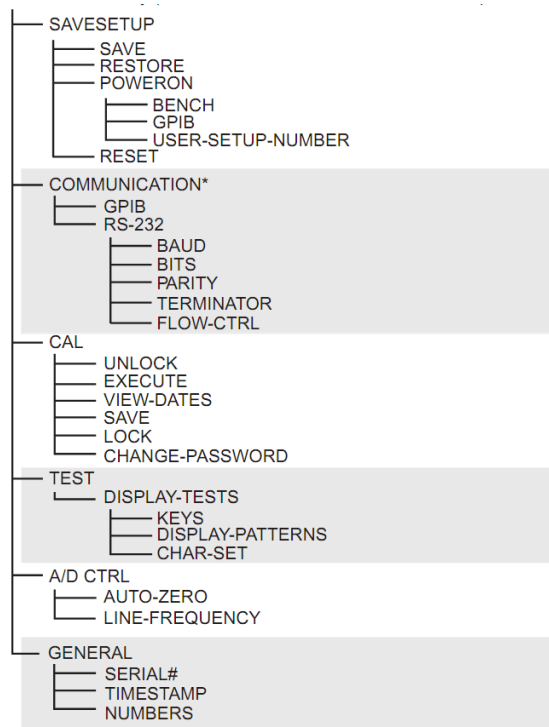 SAVESETUP
SAVE
RESTORE
POWERON
BENCH
GPIB
USER-SETUP-NUMBER
RESET
COMMUNICATION*
GPIB
RS-232
BAUD
BITS
PARITY
TERMINATOR
FLOW-CTRL
CAL
UNLOCK
EXECUTE
VIEW-DATES
SAVE
LOCK
CHANGE-PASSWORD
TEST
DISPLAY-TESTS
KEYS
DISPLAY-PATTERNS
CHAR-SET
A/D CTRL
AUTO-ZERO
LINE-FREQUENCY
GENERAL
SERIAL#
TIMESTAMP
NUMBERS